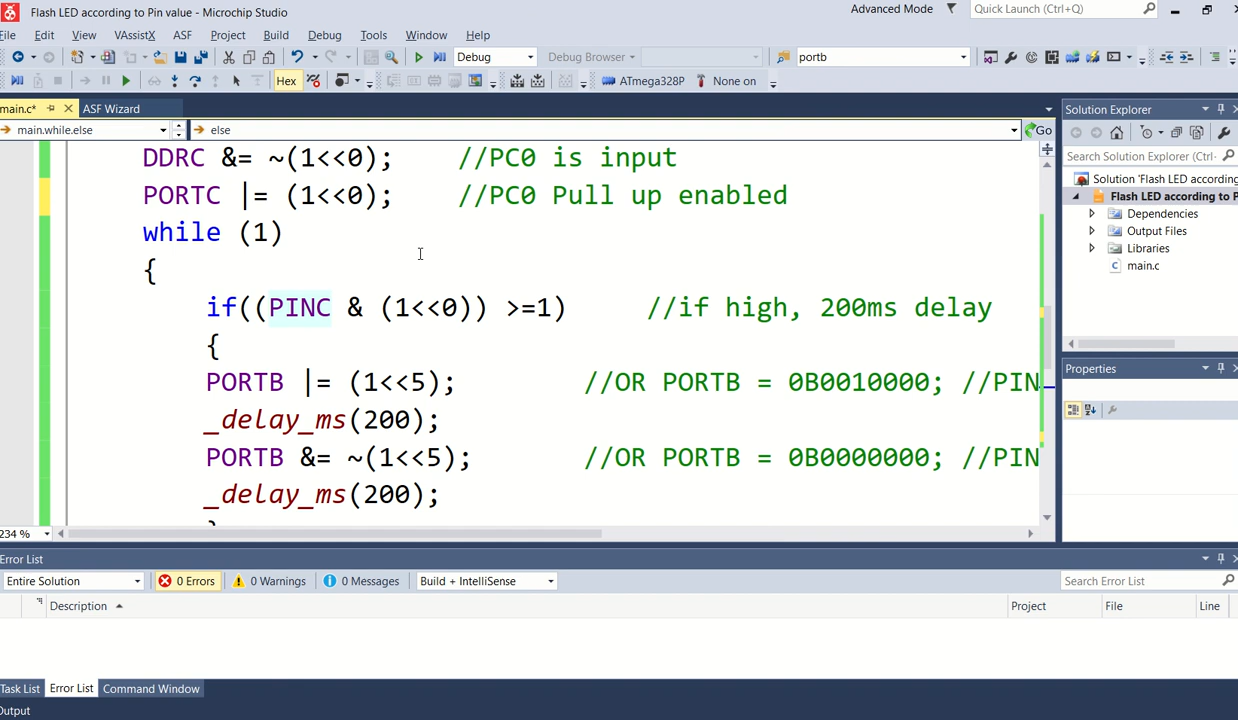 Flash LED according to Pin value - Microchip Studio
Advanced Mode
Quick Launch (Ctrl+Q)
File Edit View VAssistX ASF Project Build Debug Tools Window Help
Debug
Debug Browser
portb
Hex
ATmega328P
None on
main.c*
ASF Wizard
main.while.else
else
Go
DDRC &= ~(1<<0); //PC0 is input
PORTC |= (1<<0); //PC0 Pull up enabled
while (1)
{
if((PINC & (1<<0)) >=1) //if high, 200ms delay
{
PORTB |= (1<<5); //OR PORTB = 0B0010000; //PIN
_delay_ms(200);
PORTB &= ~(1<<5); //OR PORTB = 0B0000000; //PIN
_delay_ms(200);
}
234 %
Solution Explorer
Search Solution Explorer (Ctrl-
Solution 'Flash LED according
Flash LED according to P
Dependencies
Output Files
Libraries
main.c
Properties
Error List
Entire Solution
0 Errors
0 Warnings
0 Messages
Build + IntelliSense
Search Error List
Description
Project
File
Line
Task List
Error List
Command Window
Output